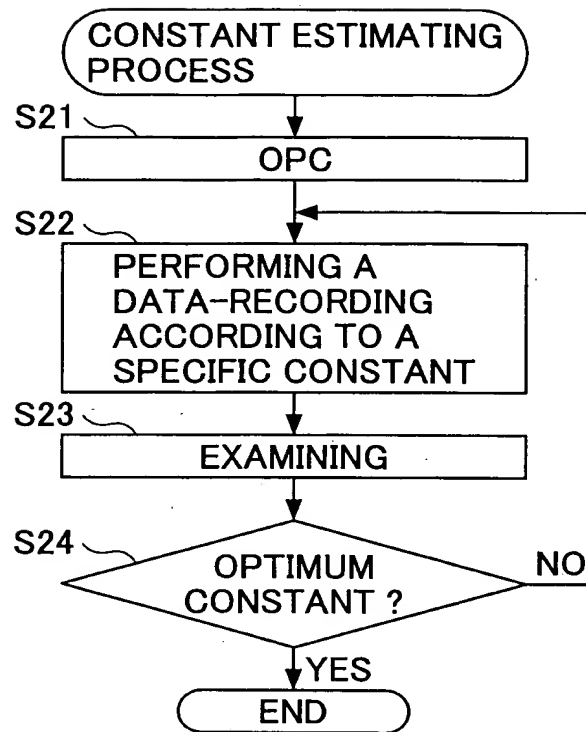 CONSTANT ESTIMATING
PROCESS
S21
OPC
S22
PERFORMING A
DATA-RECORDING
ACCORDING TO A
SPECIFIC CONSTANT
S23
EXAMINING
S24
OPTIMUM
CONSTANT ?
NO
YES
END